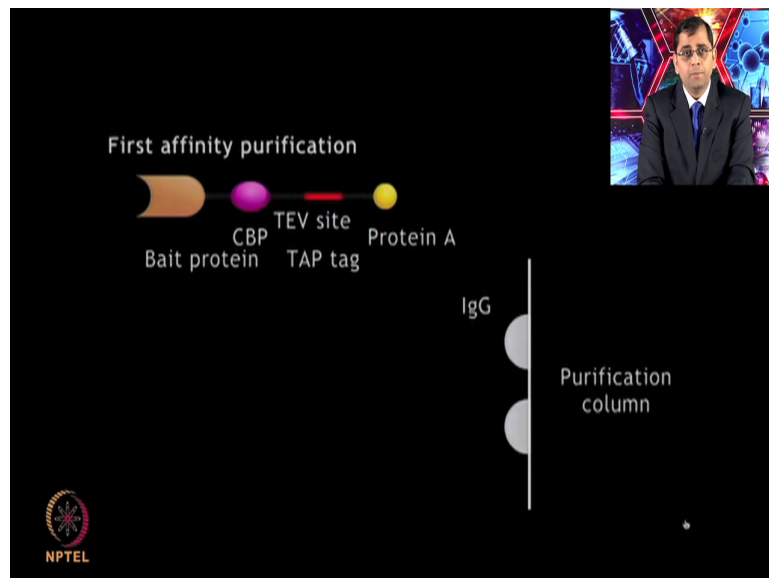 First affinity purification
TEV site
CBP
Protein A
Bait protein
TAP tag
IgG
Purification
column
NPTEL